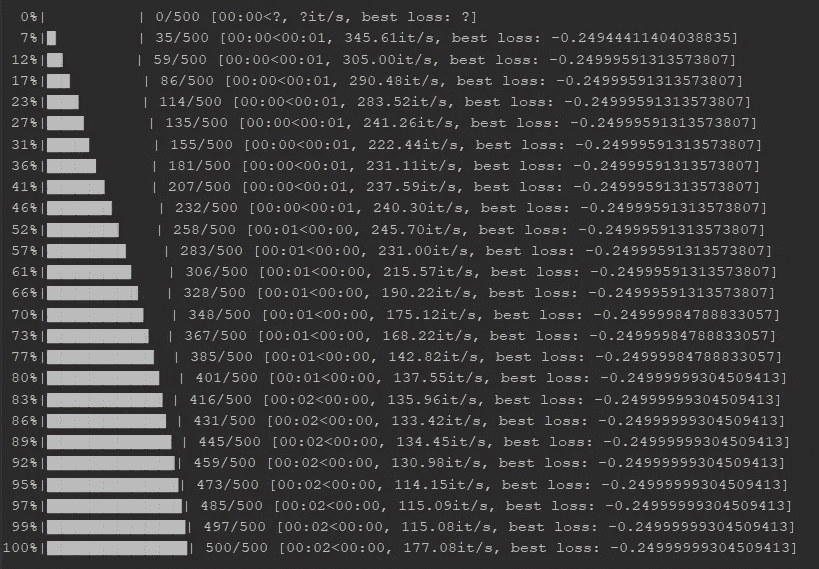 0%| | 0/500 [00:00<?, ?it/s, best loss: ?]
7%|█ | 35/500 [00:00<00:01, 345.61it/s, best loss: -0.24944411404038835]
12%|██ | 59/500 [00:00<00:01, 305.00it/s, best loss: -0.24999591313573807]
17%|███ | 86/500 [00:00<00:01, 290.48it/s, best loss: -0.24999591313573807]
23%|████ | 114/500 [00:00<00:01, 283.52it/s, best loss: -0.24999591313573807]
27%|█████ | 135/500 [00:00<00:01, 241.26it/s, best loss: -0.24999591313573807]
31%|██████ | 155/500 [00:00<00:01, 222.44it/s, best loss: -0.24999591313573807]
36%|███████ | 181/500 [00:00<00:01, 231.11it/s, best loss: -0.24999591313573807]
41%|████████ | 207/500 [00:00<00:01, 237.59it/s, best loss: -0.24999591313573807]
46%|█████████ | 232/500 [00:00<00:01, 240.30it/s, best loss: -0.24999591313573807]
52%|██████████ | 258/500 [00:01<00:00, 245.70it/s, best loss: -0.24999591313573807]
57%|███████████ | 283/500 [00:01<00:00, 231.00it/s, best loss: -0.24999591313573807]
61%|████████████ | 306/500 [00:01<00:00, 215.57it/s, best loss: -0.24999591313573807]
66%|█████████████ | 328/500 [00:01<00:00, 190.22it/s, best loss: -0.24999591313573807]
70%|██████████████ | 348/500 [00:01<00:00, 175.12it/s, best loss: -0.24999984788833057]
73%|██████████████ | 367/500 [00:01<00:00, 168.22it/s, best loss: -0.24999984788833057]
77%|███████████████ | 385/500 [00:01<00:00, 142.82it/s, best loss: -0.24999984788833057]
80%|████████████████ | 401/500 [00:01<00:00, 137.55it/s, best loss: -0.24999999304509413]
83%|████████████████ | 416/500 [00:02<00:00, 135.96it/s, best loss: -0.24999999304509413]
86%|█████████████████ | 431/500 [00:02<00:00, 133.42it/s, best loss: -0.24999999304509413]
89%|██████████████████ | 445/500 [00:02<00:00, 134.45it/s, best loss: -0.24999999304509413]
92%|██████████████████| 459/500 [00:02<00:00, 130.98it/s, best loss: -0.24999999304509413]
95%|███████████████████| 473/500 [00:02<00:00, 114.15it/s, best loss: -0.24999999304509413]
97%|███████████████████| 485/500 [00:02<00:00, 115.09it/s, best loss: -0.24999999304509413]
99%|████████████████████| 497/500 [00:02<00:00, 115.08it/s, best loss: -0.24999999304509413]
100%|████████████████████| 500/500 [00:02<00:00, 177.08it/s, best loss: -0.24999999304509413]